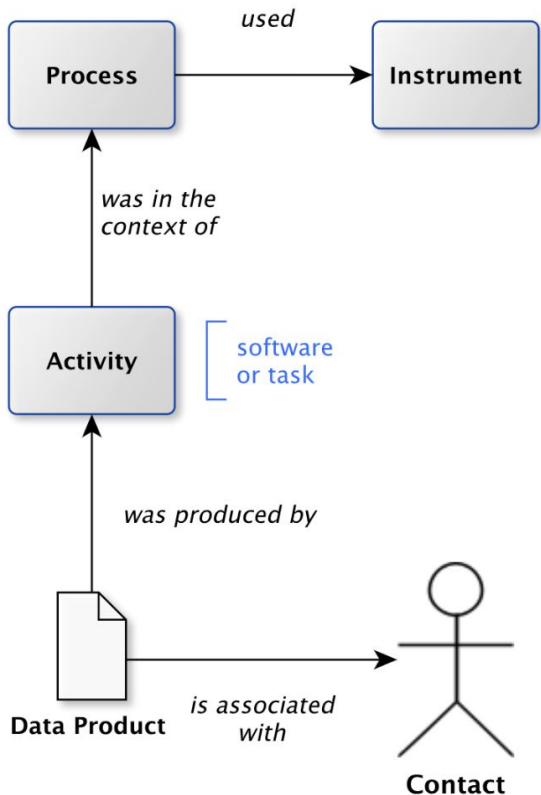 used
Process
Instrument
was in the
context of
Activity
software
or task
was produced by
is associated
with
Data Product
Contact